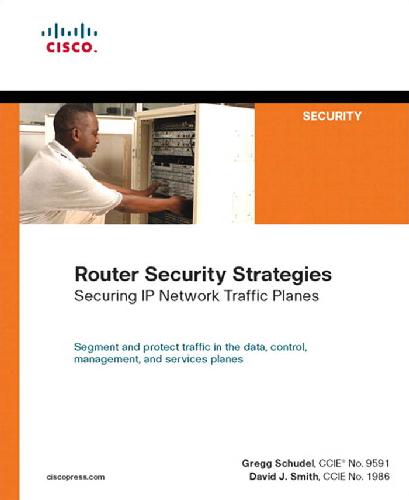 CISCO.
SECURITY
Router Security Strategies
Securing IP Network Traffic Planes
Segment and protect traffic in the data, control,
management, and services planes
Gregg Schudel, CCIE® No. 9591
ciscopress.com
David J. Smith, CCIE No. 1986